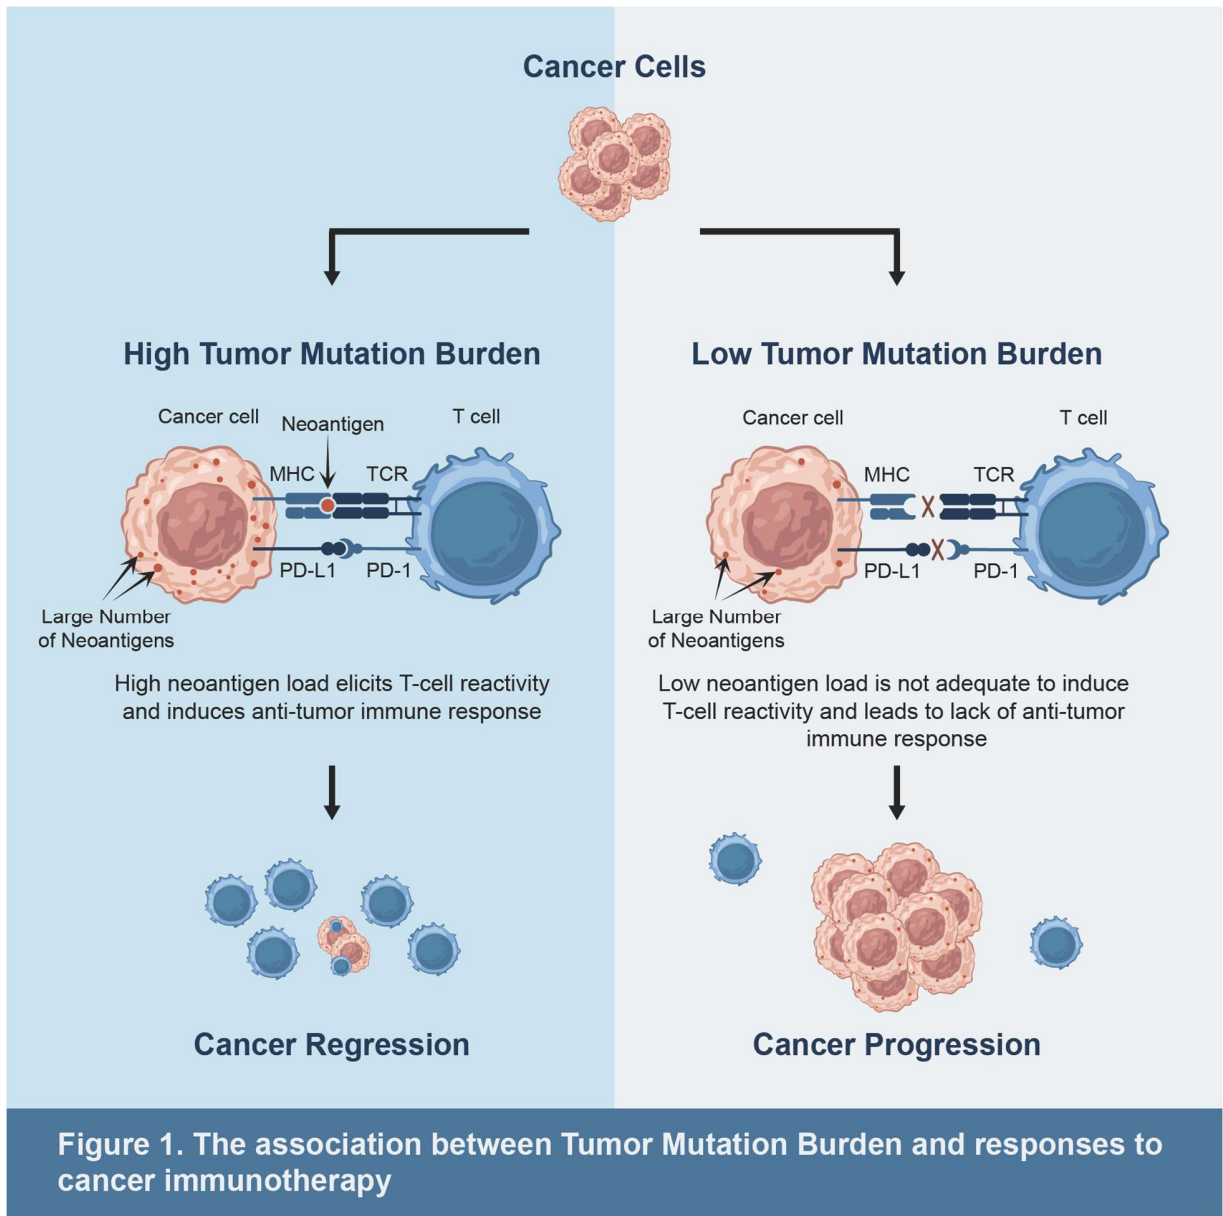 Cancer Cells
High Tumor Mutation Burden
Cancer cell
Neoantigen
T cell
MHC
TCR
PD-L1
PD-1
Large Number
of Neoantigens
High neoantigen load elicits T-cell reactivity
and induces anti-tumor immune response
Cancer Regression
Low Tumor Mutation Burden
Cancer cell
T cell
MHC
TCR
PD-L1
PD-1
Large Number
of Neoantigens
Low neoantigen load is not adequate to induce
T-cell reactivity and leads to lack of anti-tumor
immune response
Cancer Progression
Figure 1. The association between Tumor Mutation Burden and responses to
cancer immunotherapy